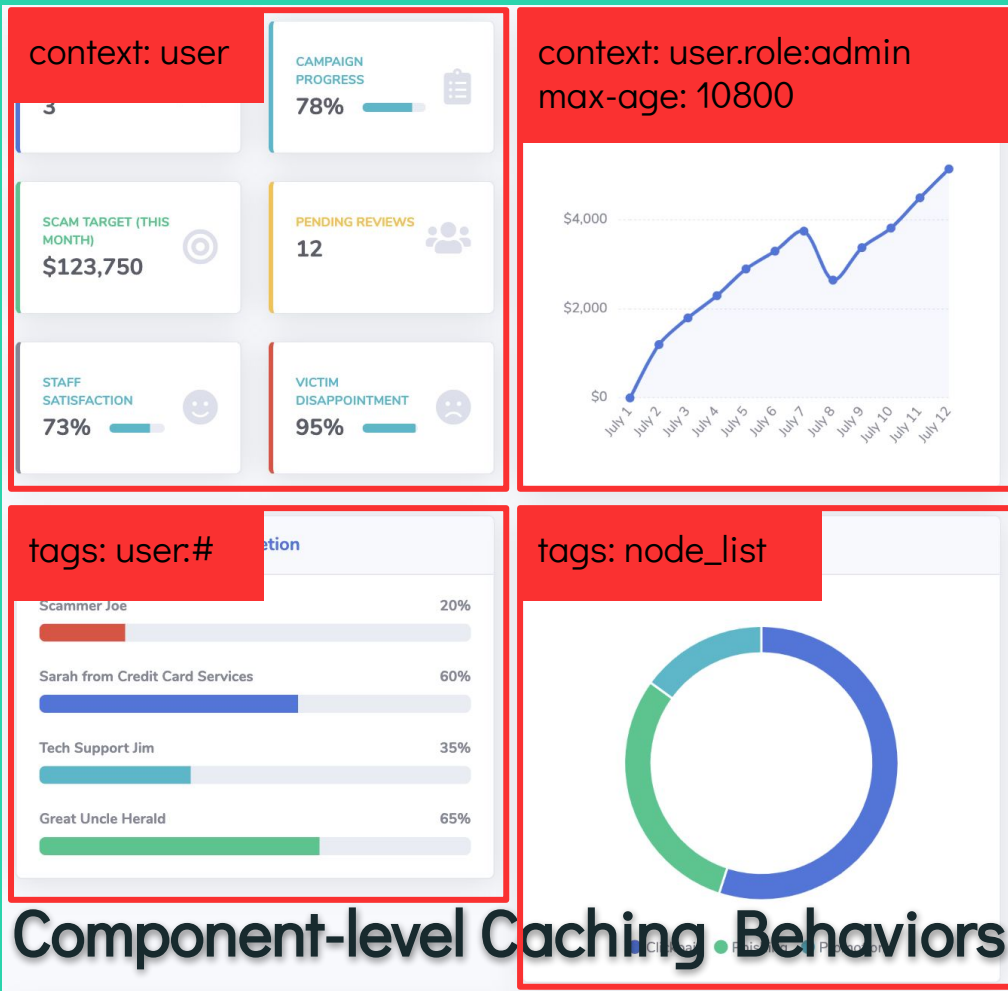 context: user
3
CAMPAIGN
PROGRESS
78%
SCAM TARGET (THIS
MONTH)
$123,750
PENDING REVIEWS
12
STAFF
SATISFACTION
73%
VICTIM
DISAPPOINTMENT
95%
context: user.role:admin
max-age: 10800
$4,000
$2,000
$0
July 1
July 2
July 3
July 4
July 5
July 6
July 7
July 8
July 9
July 10
July 11
July 12
tags: user:#
Scammer Joe
20%
Sarah from Credit Card Services
60%
Tech Support Jim
35%
Great Uncle Herald
65%
tags: node_list
Component-level Caching Behaviors